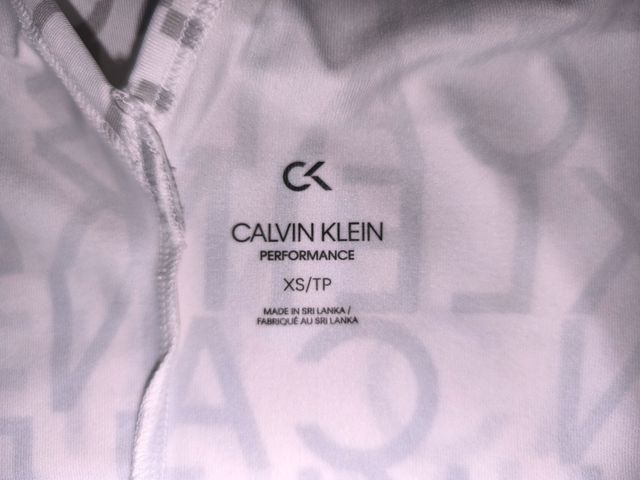 CK
CALVIN KLEIN
PERFORMANCE
XS/TP
MADE IN SRI LANKA /
FABRIQUÉ AU SRI LANKA